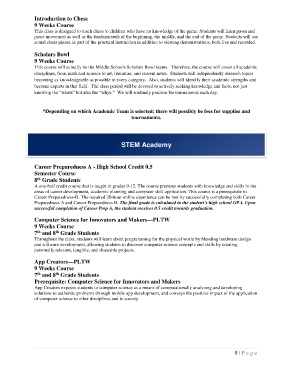 Introduction to Chess
9 Weeks Course
This class is designed to teach chess to children who have no knowledge of the game. Students will learn pawn and
piece movement as well as the fundamentals of the beginning, the middle, and the end of the game. Students will use
actual chess pieces as part of the practical instruction in addition to viewing demonstrations, both live and recorded.
Scholars Bowl
9 Weeks Course
This course will actually be the Middle Schools Scholars Bowl teams. Therefore, the course will cover all academic
disciplines, from math and science to art, literature, and current news. Students will independently research topics
becoming as knowledgeable as possible in every category. Also, students will identify their academic strengths and
become experts in that field. The class period will be devoted to actively seeking knowledge and facts, not just
knowing the "whats" but also the "whys." We will routinely practice for tournaments each day.
*Depending on which Academic Team is selected; there will possibly be fees for supplies and
tournaments.
STEM Academy
Career Preparedness A - High School Credit 0.5
Semester Course
8th Grade Students
A one-half credit course that is taught in grades 9-12. The course prepares students with knowledge and skills in the
areas of career development, academic planning and computer skill application. This course is a prerequisite to
Career Preparedness-B. The required 20-hour online experience can be met by successfully completing both Career
Preparedness A and Career Preparedness B. The final grade is calculated in the student's high school GPA. Upon
successful completion of Career Prep A, the student receives 0.5 credit towards graduation.
Computer Science for Innovators and Makers—PLTW
9 Weeks Course
7th and 8th Grade Students
Throughout the class, students will learn about programming for the physical world by blending hardware design
and software development, allowing students to discover computer science concepts and skills by creating
personally relevant, tangible, and shareable projects.
App Creators—PLTW
9 Weeks Course
7th and 8th Grade Students
Prerequisite: Computer Science for Innovators and Makers
App Creators exposes students to computer science as a means of computationally analyzing and developing
solutions to authentic problems through mobile app development, and conveys the positive impact of the application
of computer science to other disciplines and to society.
9 | Page